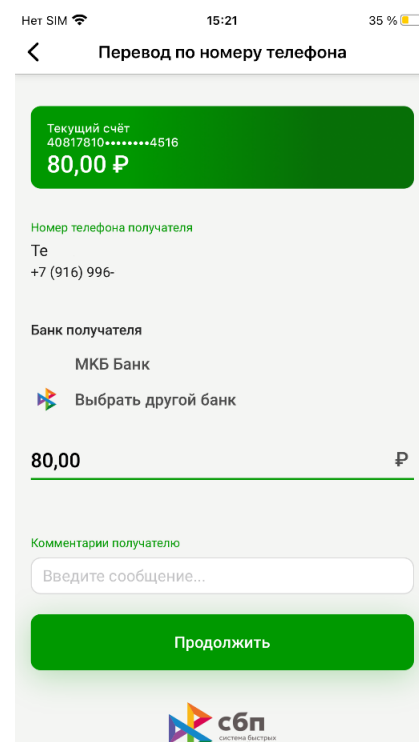 Нет SIM 15:21 35 %
Перевод по номеру телефона
Текущий счёт
40817810••••••••4516
80,00 ₽
Номер телефона получателя
Те
+7 (916) 996-
Банк получателя
МКБ Банк
Выбрать другой банк
80,00 ₽
Комментарии получателю
Введите сообщение...
Продолжить
сбп
система быстрых